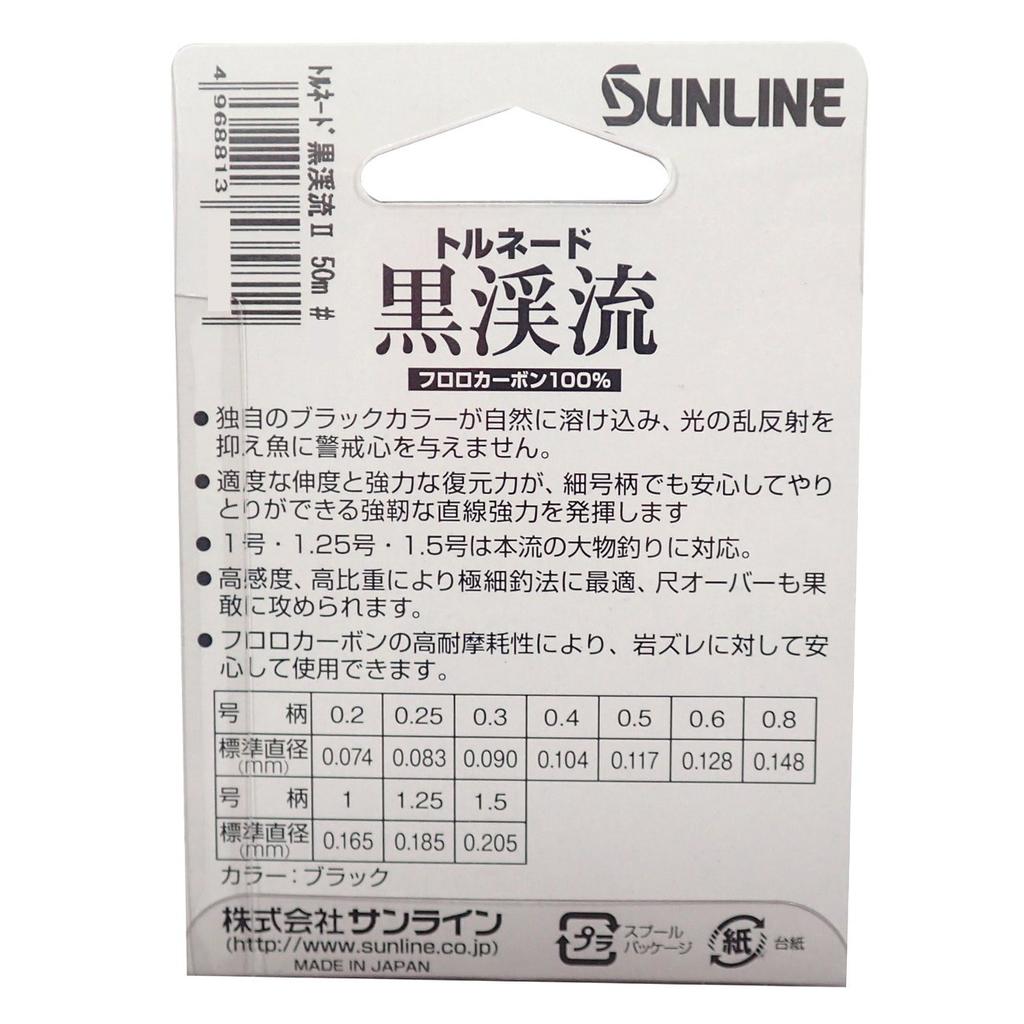 SUNLINE
トルネード 黒渓流Ⅱ 50m #
4 968813
トルネード
黒渓流
フロロカーボン100%
● 独自のブラックカラーが自然に溶け込み、光の乱反射を
抑え魚に警戒心を与えません。
● 適度な伸度と強力な復元力が、細号柄でも安心してやり
とりができる強靭な直線強力を発揮します
● 1号・1.25号・1.5号は本流の大物釣りに対応。
● 高感度、高比重により極細釣法に最適、尺オーバーも果
敢に攻められます。
● フロロカーボンの高耐摩耗性により、岩ズレに対して安
心して使用できます。
号 柄 0.2 0.25 0.3 0.4 0.5 0.6 0.8
標準直径(mm) 0.074 0.083 0.090 0.104 0.117 0.128 0.148
号 柄 1 1.25 1.5
標準直径(mm) 0.165 0.185 0.205
カラー：ブラック
株式会社サンライン
(http://www.sunline.co.jp)
MADE IN JAPAN
プラ
スプール
パッケージ
紙
台紙